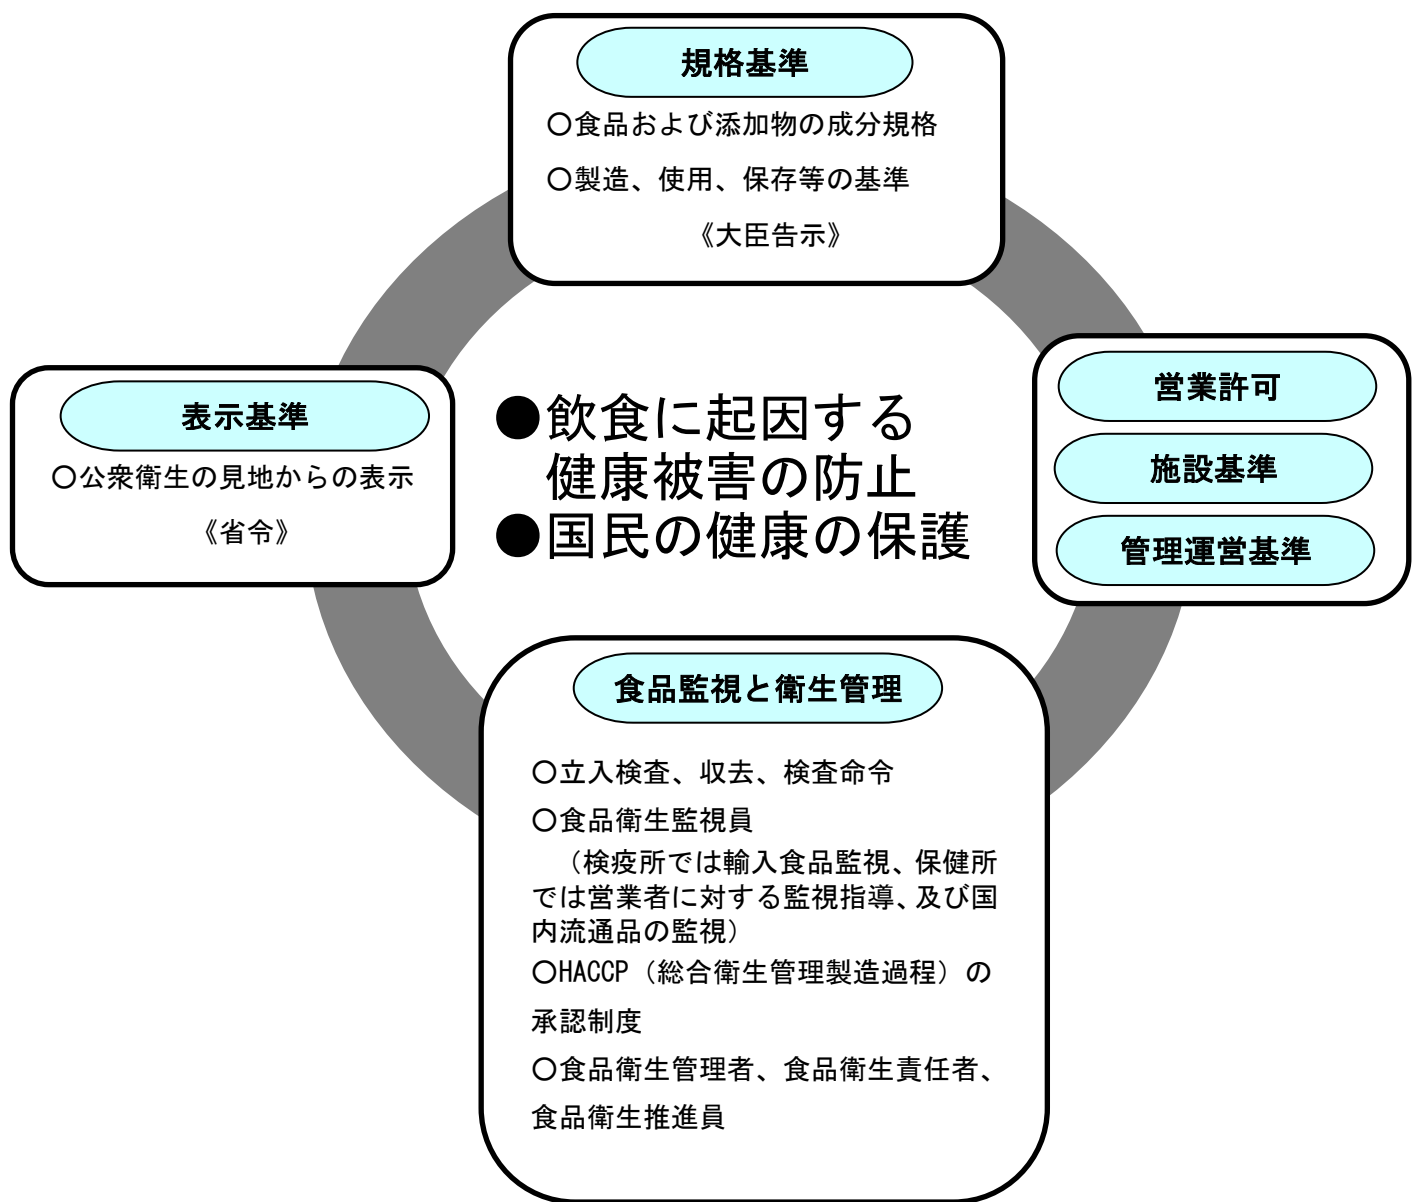 規格基準
〇食品および添加物の成分規格
〇製造、使用、保存等の基準
《大臣告示》
表示基準
〇公衆衛生の見地からの表示
《省令》
●飲食に起因する
健康被害の防止
●国民の健康の保護
営業許可
施設基準
管理運営基準
食品監視と衛生管理
〇立入検査、収去、検査命令
〇食品衛生監視員
（検疫所では輸入食品監視、保健所
では営業者に対する監視指導、及び国
内流通品の監視）
〇HACCP（総合衛生管理製造過程）の
承認制度
〇食品衛生管理者、食品衛生責任者、
食品衛生推進員